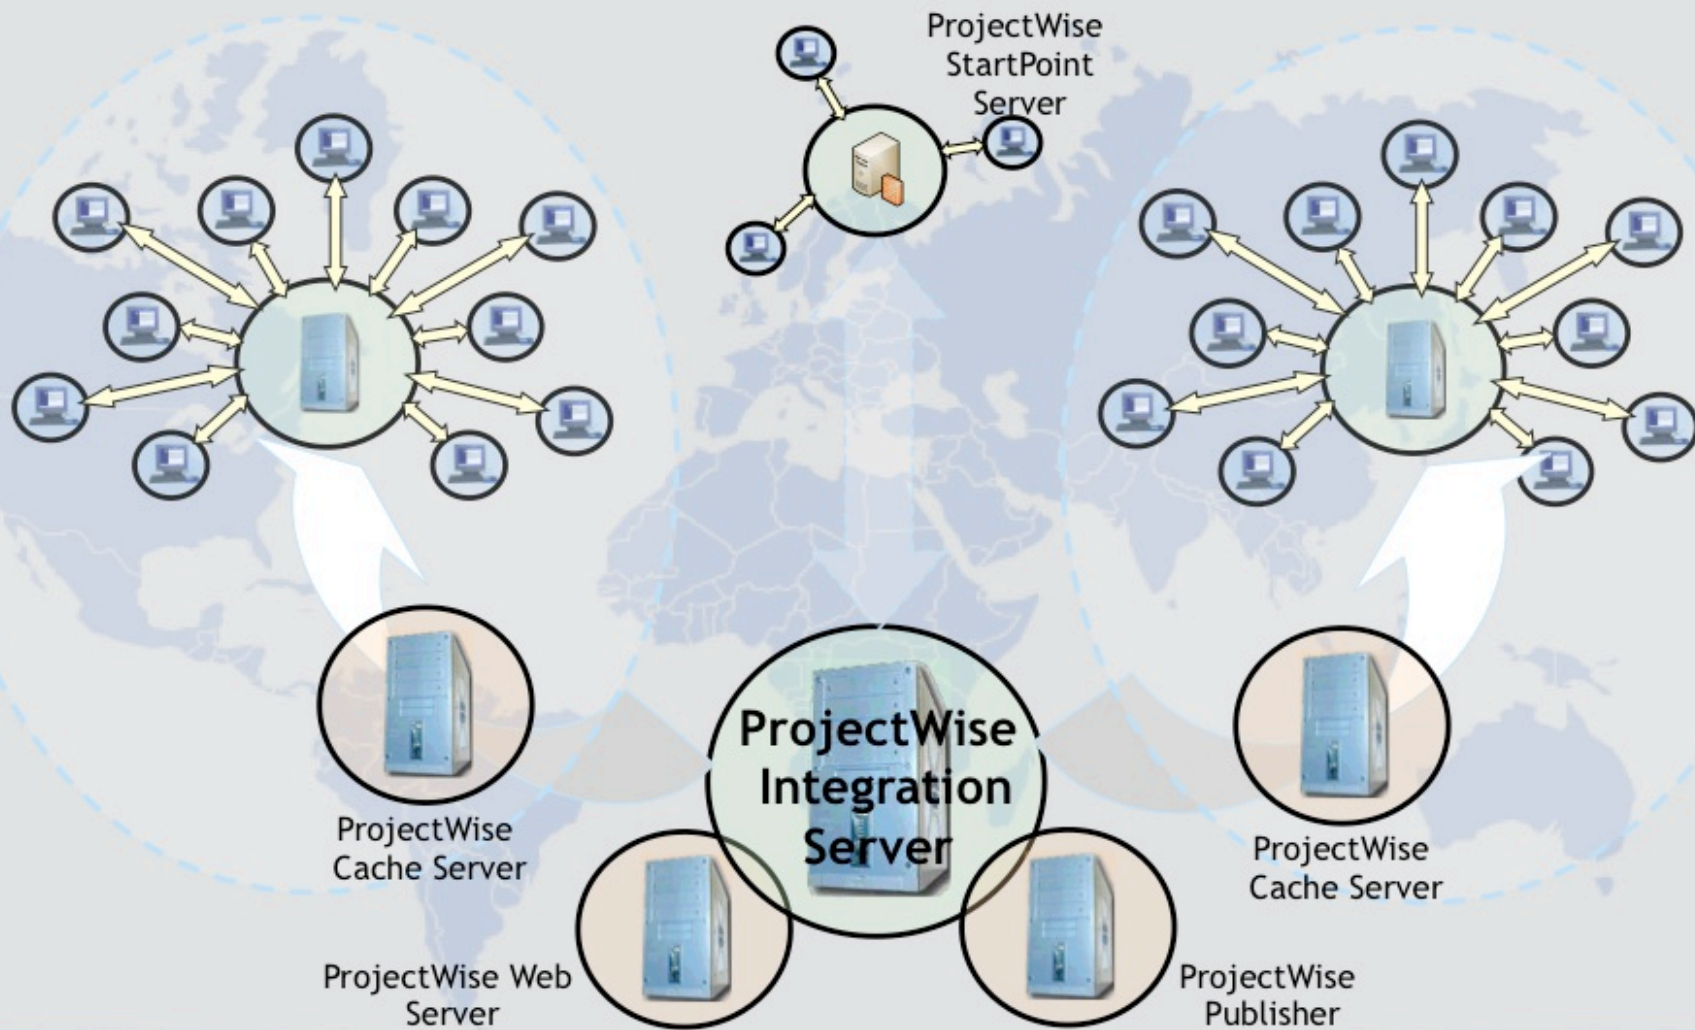 ProjectWise
StartPoint
Server
ProjectWise
Integration
Server
ProjectWise
Cache Server
ProjectWise
Cache Server
ProjectWise Web
Server
ProjectWise
Publisher